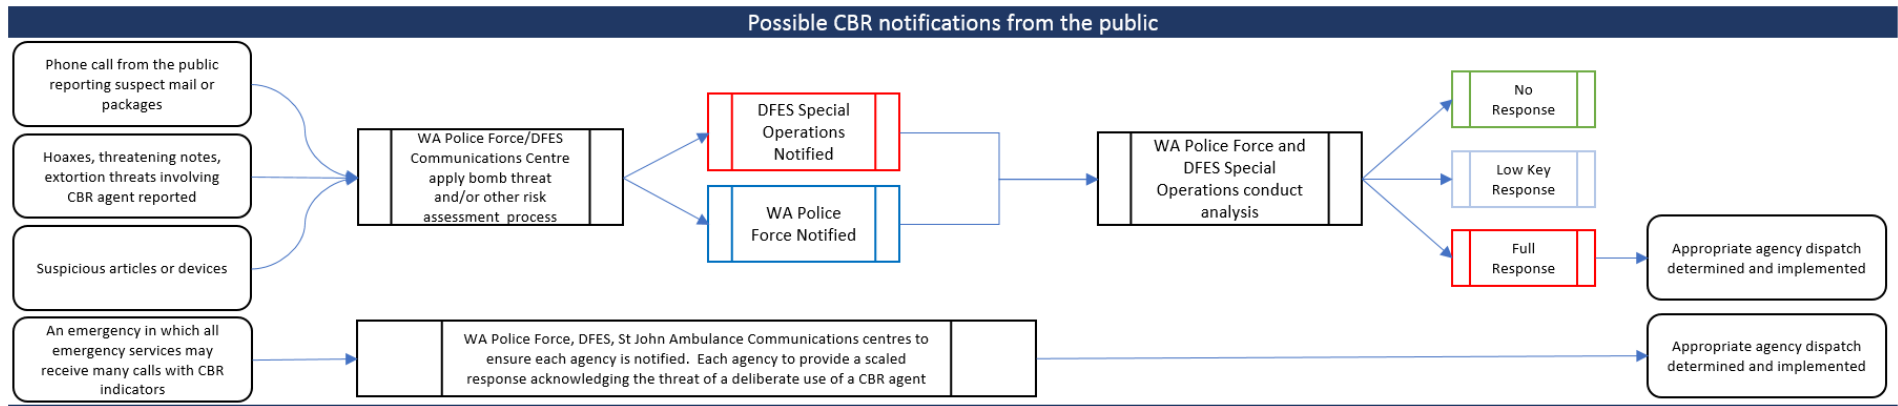 Possible CBR notifications from the public
Phone call from the public
reporting suspect mail or
packages
Hoaxes, threatening notes,
extortion threats involving
CBR agent reported
Suspicious articles or devices
WA Police Force/DFES
Communications Centre
apply bomb threat
and/or other risk
assessment process
DFES Special
Operations
Notified
WA Police
Force Notified
WA Police Force and
DFES Special
Operations conduct
analysis
No
Response
Low Key
Response
Full
Response
Appropriate agency dispatch
determined and implemented
An emergency in which all
emergency services may
receive many calls with CBR
indicators
WA Police Force, DFES, St John Ambulance Communications centres to
ensure each agency is notified. Each agency to provide a scaled
response acknowledging the threat of a deliberate use of a CBR agent
Appropriate agency dispatch
determined and implemented